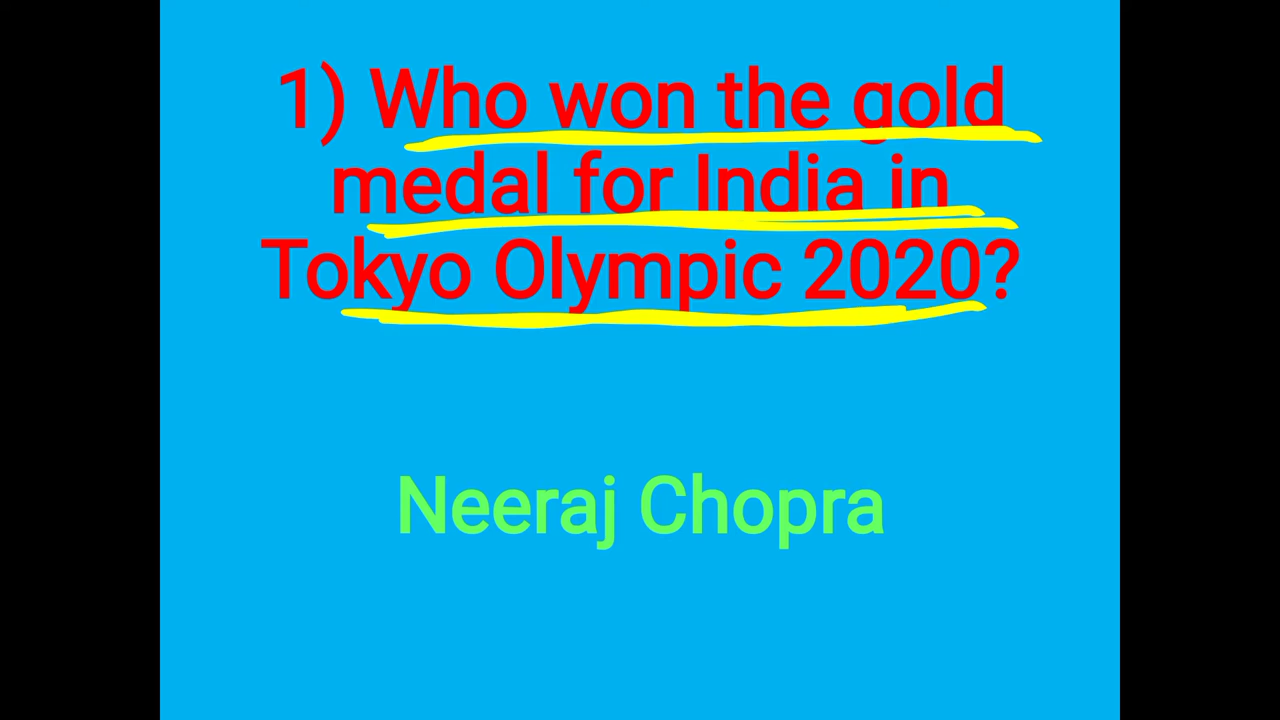 1) Who won the gold
medal for India in
Tokyo Olympic 2020?
Neeraj Chopra